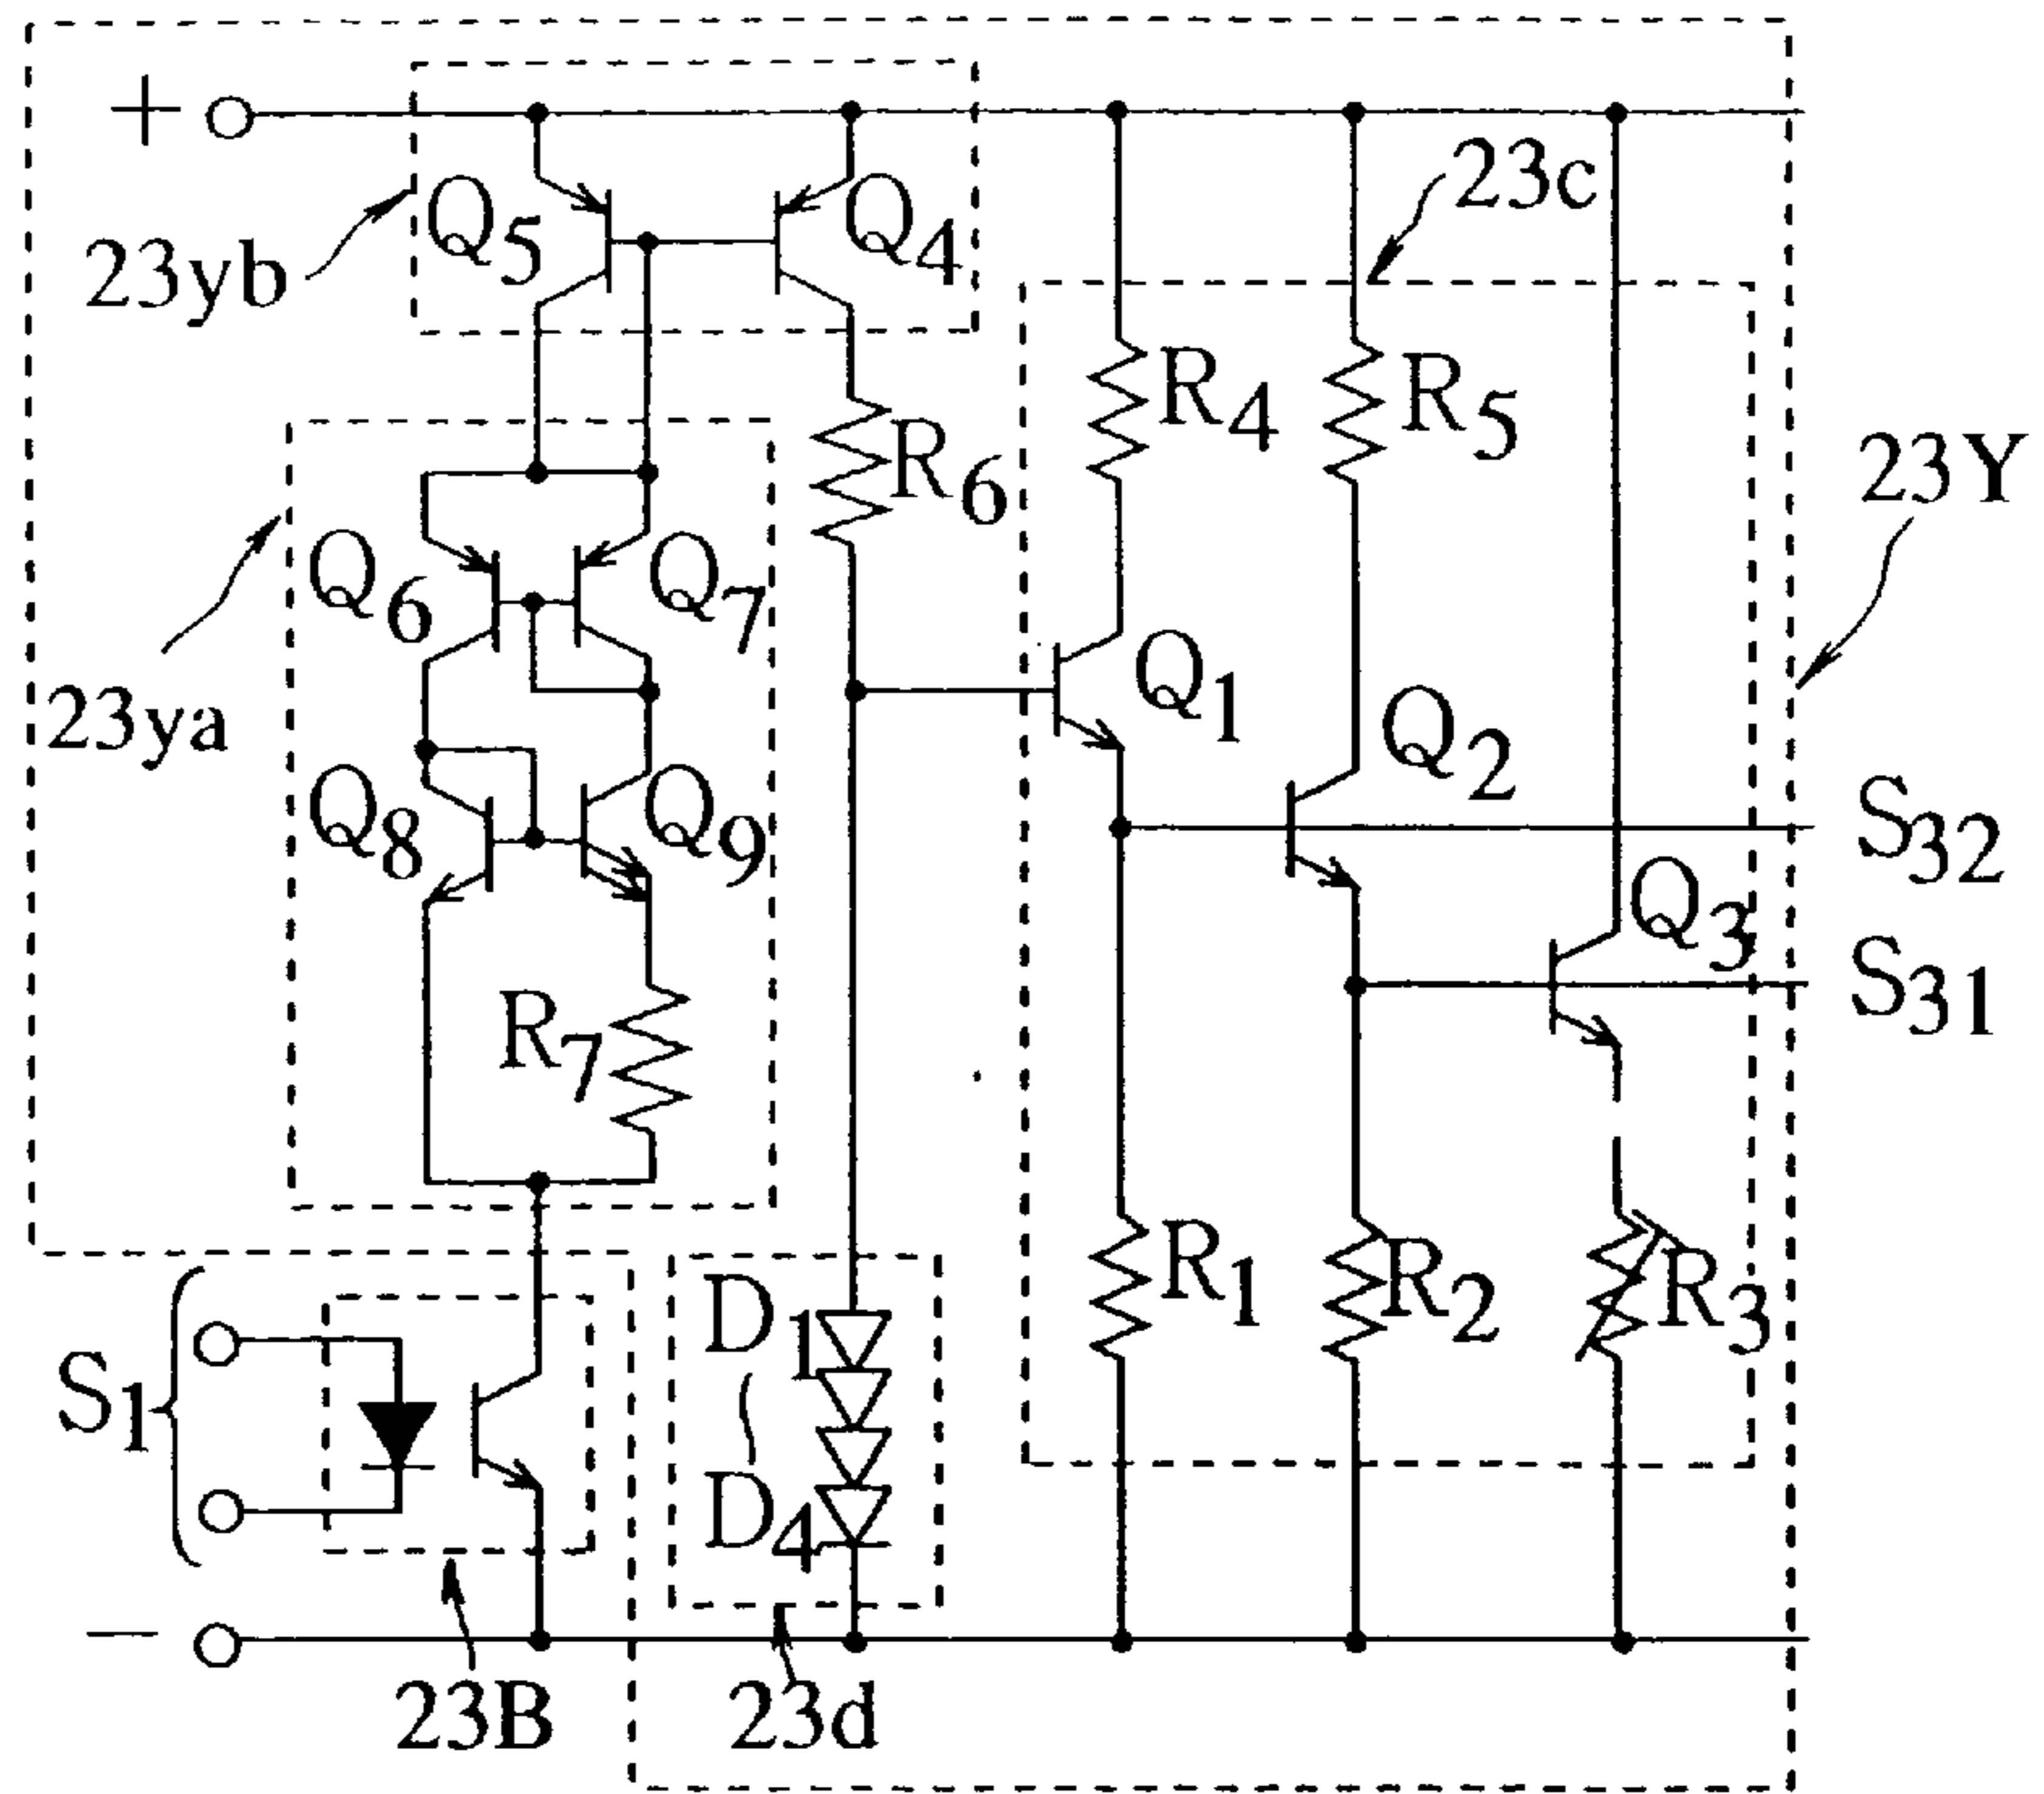 +
23yb
Q5
Q4
23c
R4
R5
R6
23Y
Q6
Q7
23ya
Q1
Q2
Q8
Q9
S32
Q3
S31
R7
R1
R2
R3
S1
D1
D4
−
23B
23d